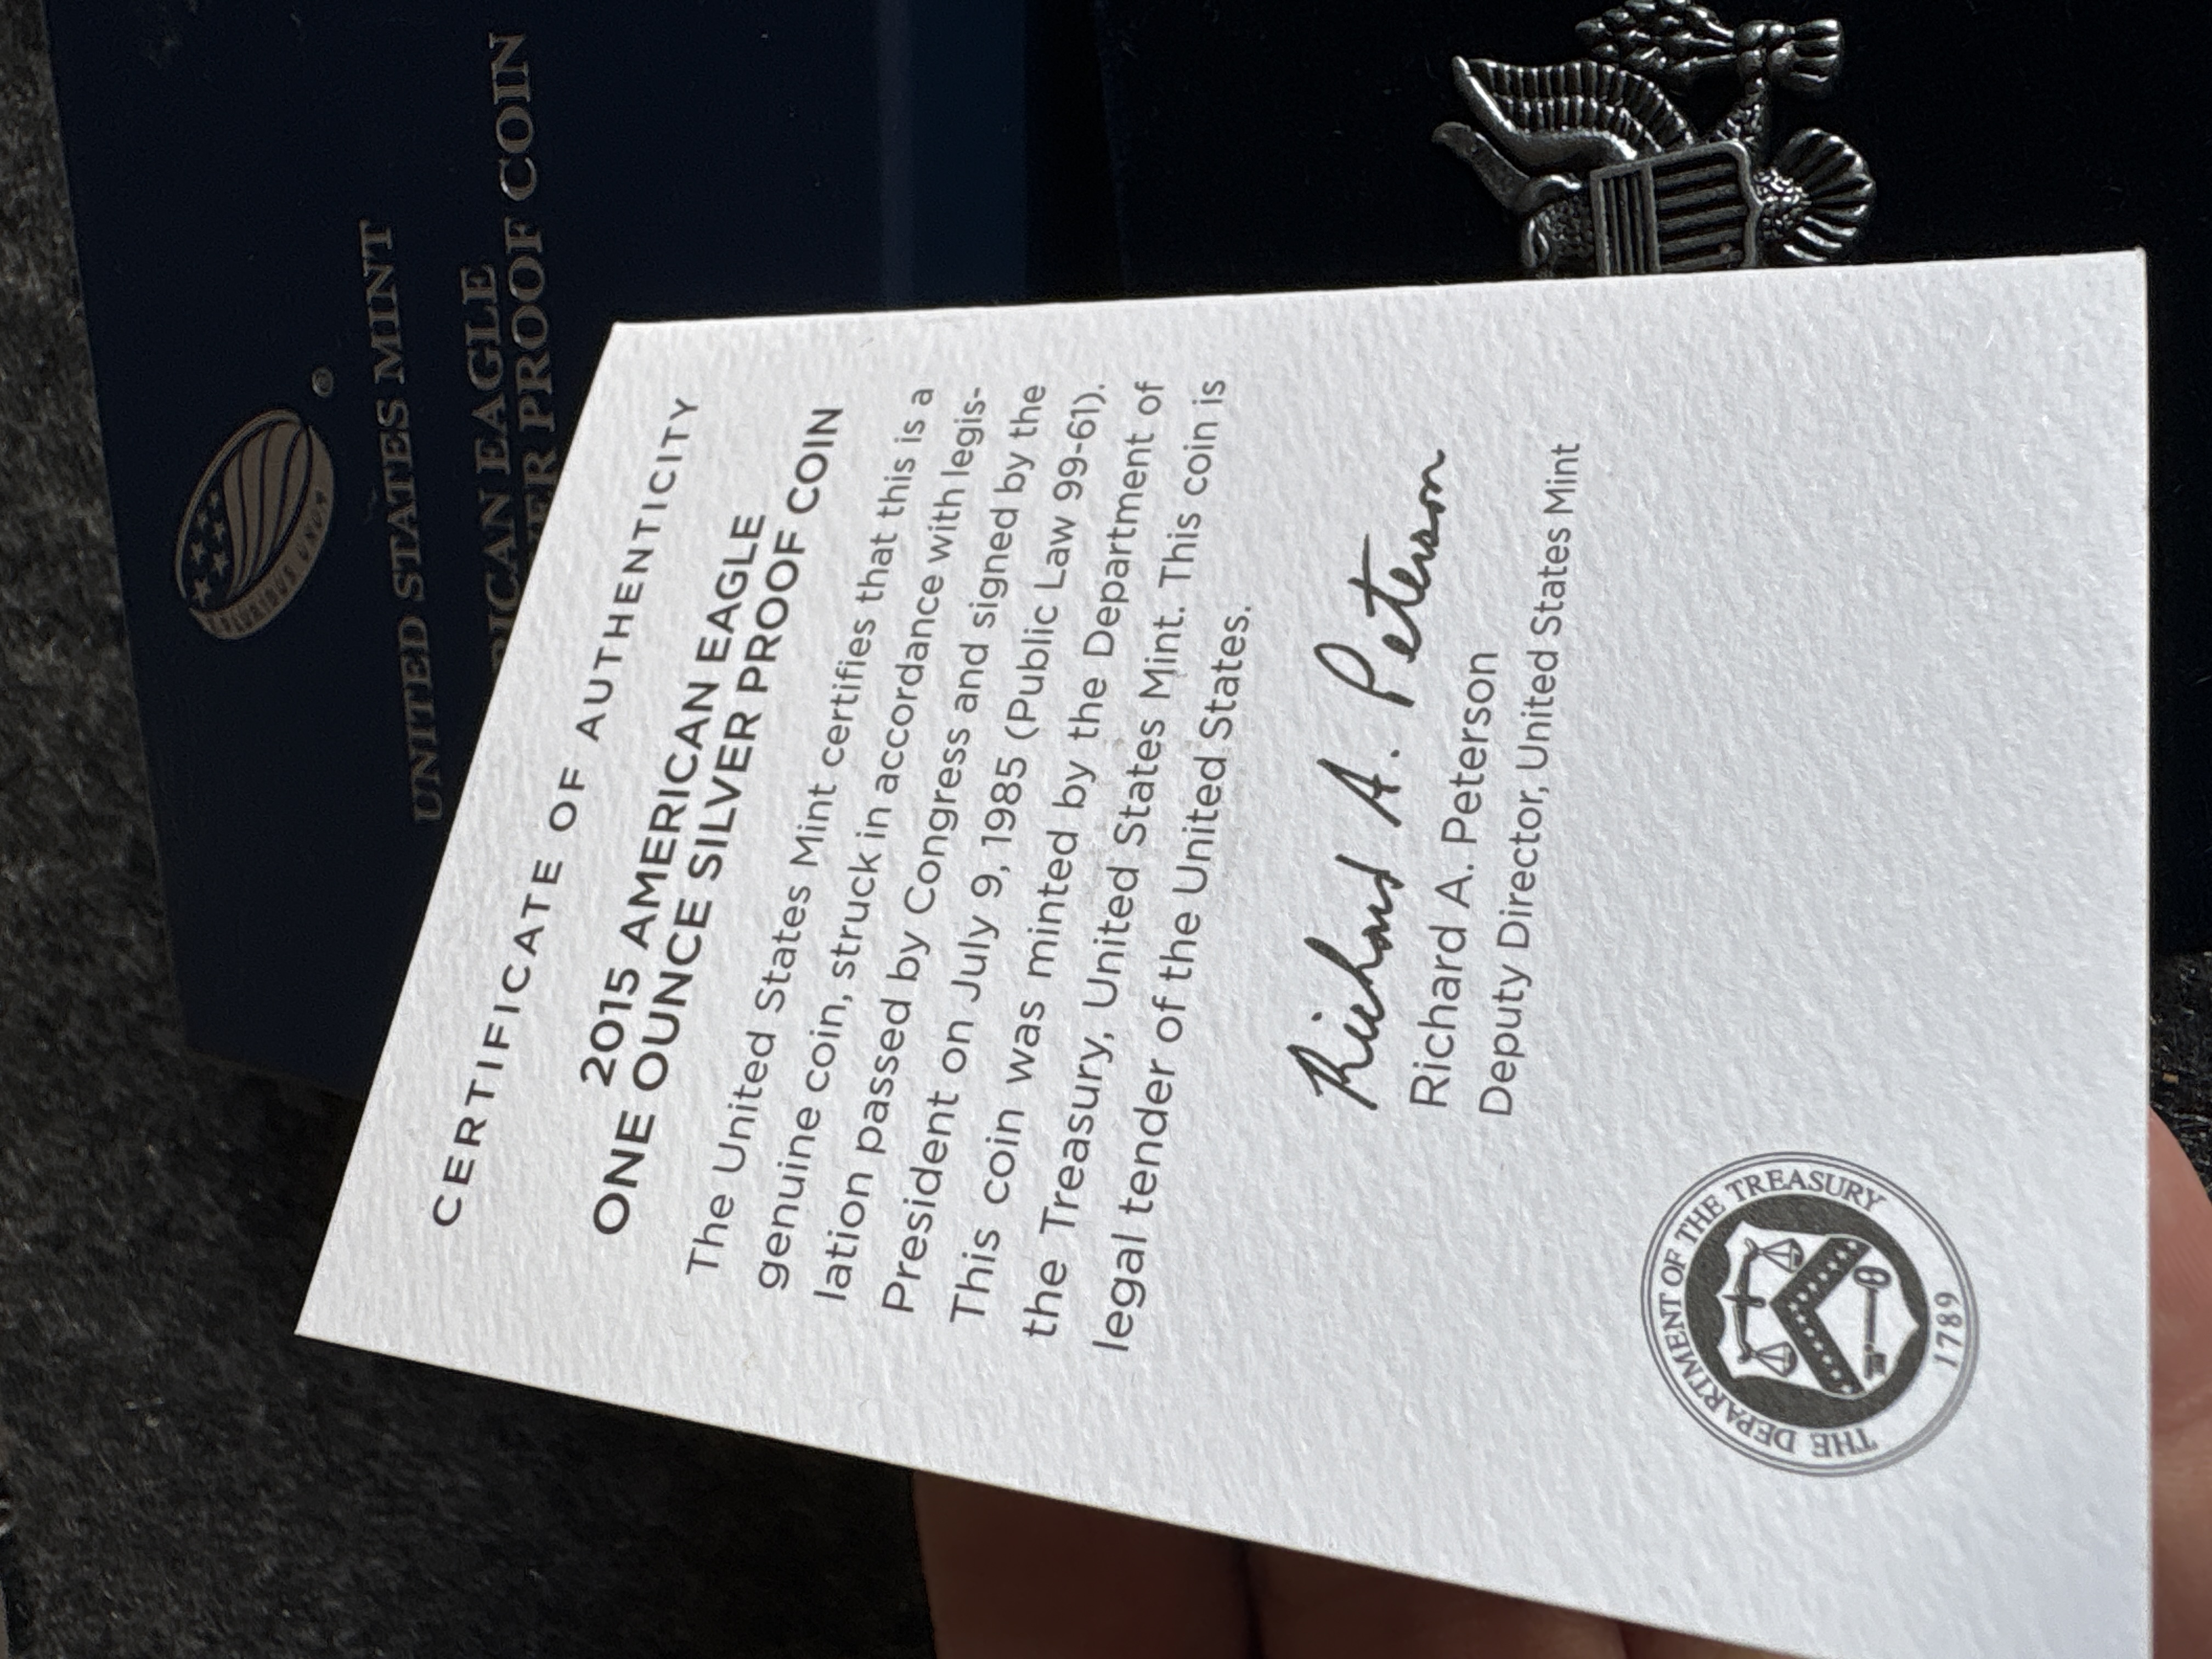 CERTIFICATE OF AUTHENTICITY
2015 AMERICAN EAGLE
ONE OUNCE SILVER PROOF COIN
The United States Mint certifies that this is a
genuine coin, struck in accordance with legis-
lation passed by Congress and signed by the
President on July 9, 1985 (Public Law 99-61).
This coin was minted by the Department of
the Treasury, United States Mint. This coin is
legal tender of the United States.
Richard A. Peterson
Richard A. Peterson
Deputy Director, United States Mint
THE DEPARTMENT OF THE TREASURY
1789
E PLURIBUS UNUM
®
UNITED STATES MINT
RICAN EAGLE
ER PROOF COIN